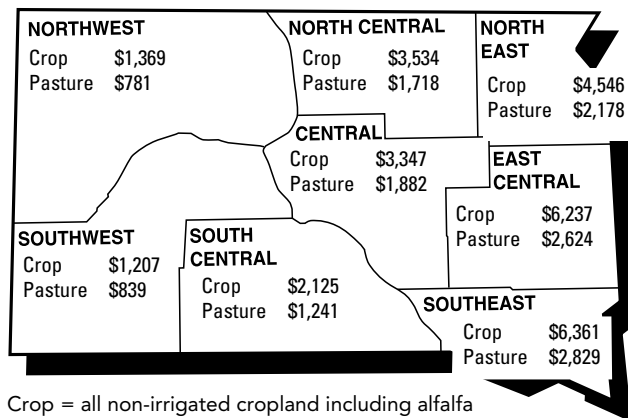 NORTHWEST
Crop $1,369
Pasture $781
NORTH CENTRAL
Crop $3,534
Pasture $1,718
NORTH
EAST
Crop $4,546
Pasture $2,178
CENTRAL
Crop $3,347
Pasture $1,882
EAST
CENTRAL
Crop $6,237
Pasture $2,624
SOUTHWEST
Crop $1,207
Pasture $839
SOUTH
CENTRAL
Crop $2,125
Pasture $1,241
SOUTHEAST
Crop $6,361
Pasture $2,829
Crop = all non-irrigated cropland including alfalfa